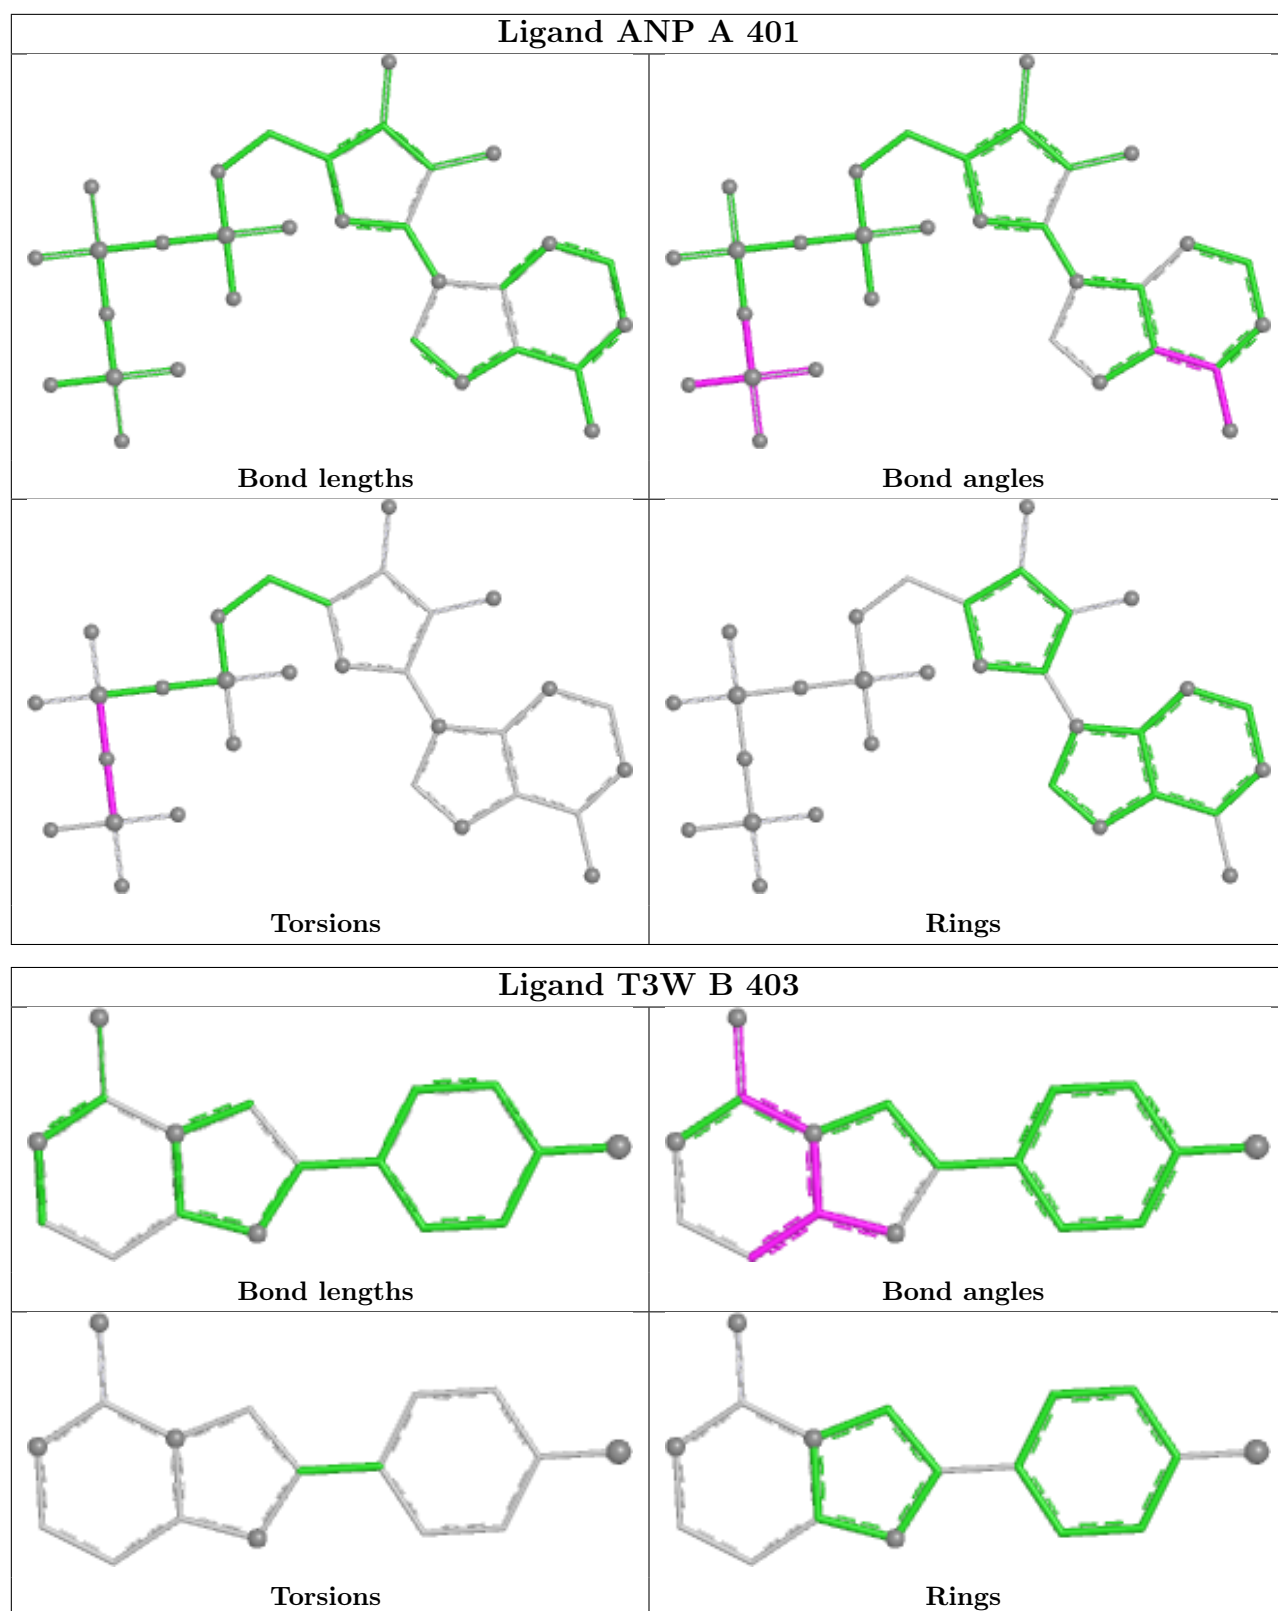 Ligand ANP A 401
Bond lengths
Bond angles
Torsions
Rings
Ligand T3W B 403
Bond lengths
Bond angles
Torsions
Rings